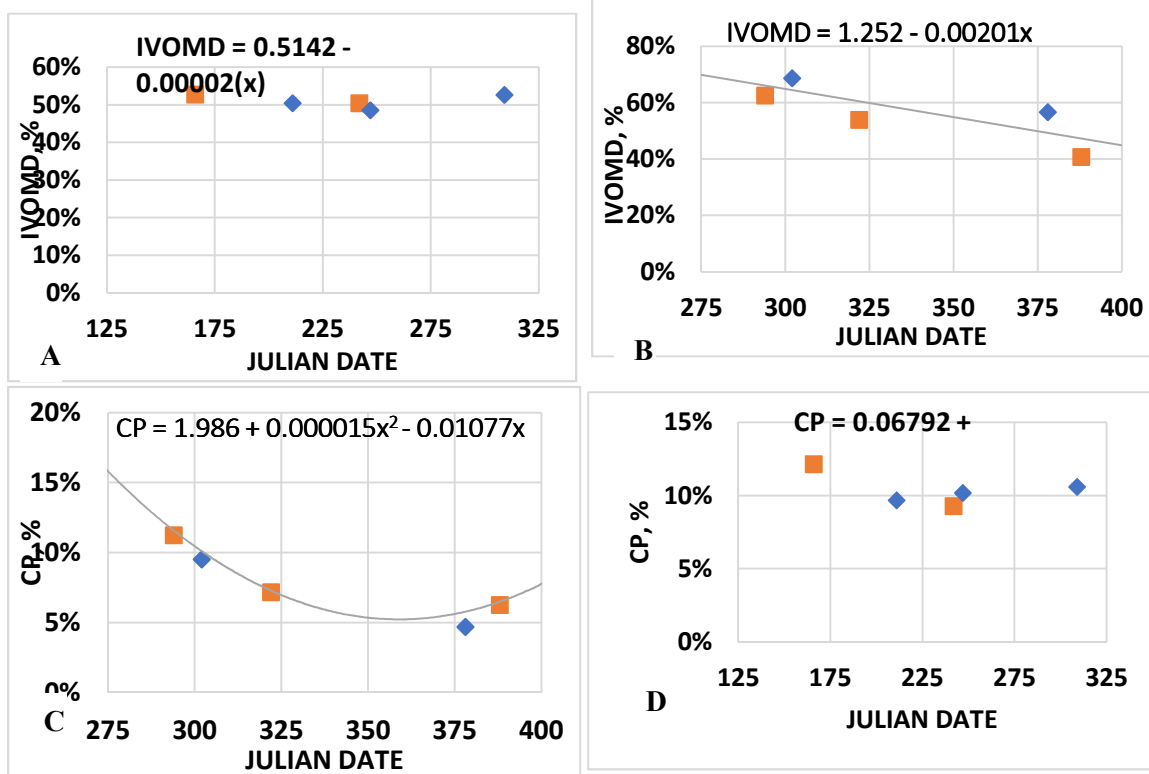 IVOMD = 0.5142 -
0.00002(x)
60%
50%
40%
30%
20%
10%
0%
IVOMD, %
125 175 225 275 325
JULIAN DATE
A
IVOMD = 1.252 - 0.00201x
80%
60%
40%
20%
0%
IVOMD, %
275 300 325 350 375 400
JULIAN DATE
B
CP = 1.986 + 0.000015x² - 0.01077x
20%
15%
10%
5%
0%
CP, %
275 300 325 350 375 400
JULIAN DATE
C
CP = 0.06792 +
15%
10%
5%
0%
CP, %
125 175 225 275 325
JULIAN DATE
D